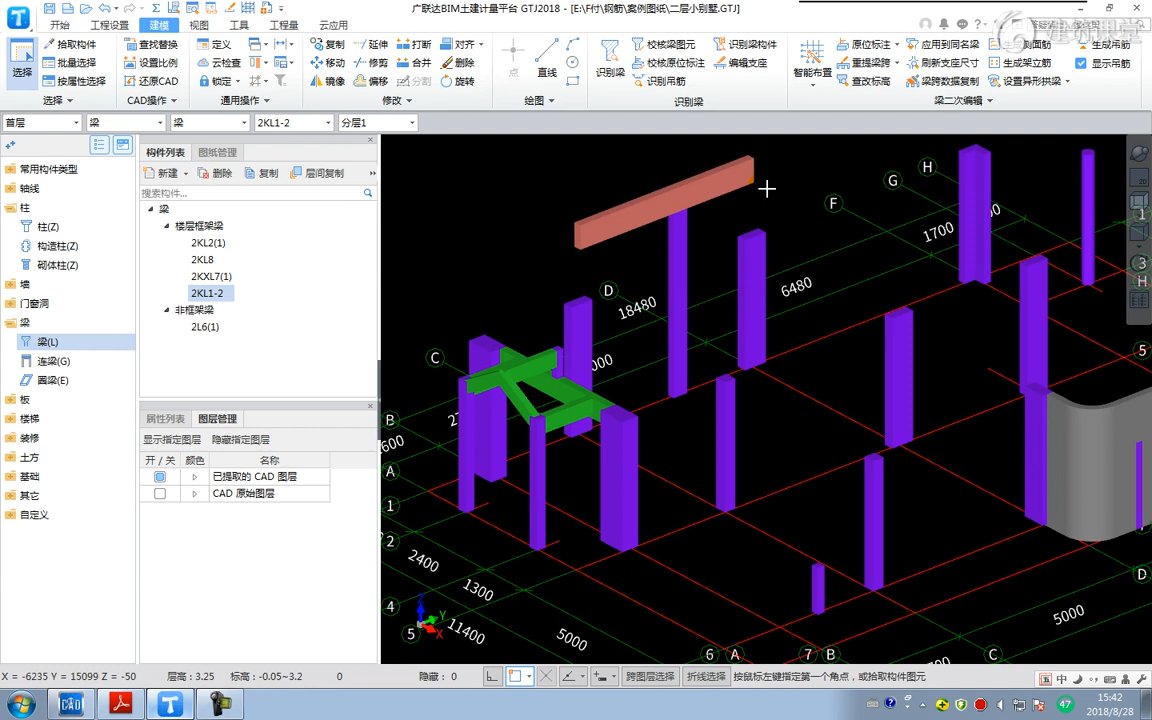 广联达BIM土建计量平台 GTJ2018 - [E:\F付\钢筋\案例图纸\二层小别墅.GTJ]
开始 工程设置 建模 视图 工具 工程量 云应用
拾取构件 查找替换 定义 复制 延伸 打断 对齐 校核梁图元 识别梁构件 原位标注 应用到同名梁
批量选择 设置比例 云检查 移动 修剪 合并 删除 校核原位标注 编辑支座 重提梁跨 刷新支座尺寸 生成架立筋 显示吊筋
按属性选择 还原CAD 锁定 镜像 偏移 分割 旋转 识别吊筋 查改标高 梁跨数据复制 设置异形拱梁
选择 点 直线 识别梁 智能布置
选择 CAD操作 通用操作 修改 绘图 识别梁 梁二次编辑
首层 梁 梁 2KL1-2 分层1
构件列表 图纸管理
常用构件类型
轴线
柱
柱(Z)
构造柱(Z)
砌体柱(Z)
墙
门窗洞
梁
梁(L)
连梁(G)
圈梁(E)
板
楼梯
装修
土方
基础
其它
自定义
新建 删除 复制 层间复制
搜索构件...
梁
楼层框架梁
2KL2(1)
2KL8
2KXL7(1)
2KL1-2
非框架梁
2L6(1)
属性列表 图层管理
显示指定图层 隐藏指定图层
开 / 关 颜色 名称
已提取的 CAD 图层
CAD 原始图层
H
G
F
1700
6480
D
18480
C
B
A
1
2
4
5
2400
1300
11400
5000
6 A
7 B
C
5000
D
5
3
H
1
Z
Y
X
X = -6235 Y = 15099 Z = -50 层高：3.25 标高：-0.05~3.2 0 隐藏：0 跨图层选择 折线选择 按鼠标左键指定第一个角点，或拾取构件图元
中
47
15:42
2018/8/28